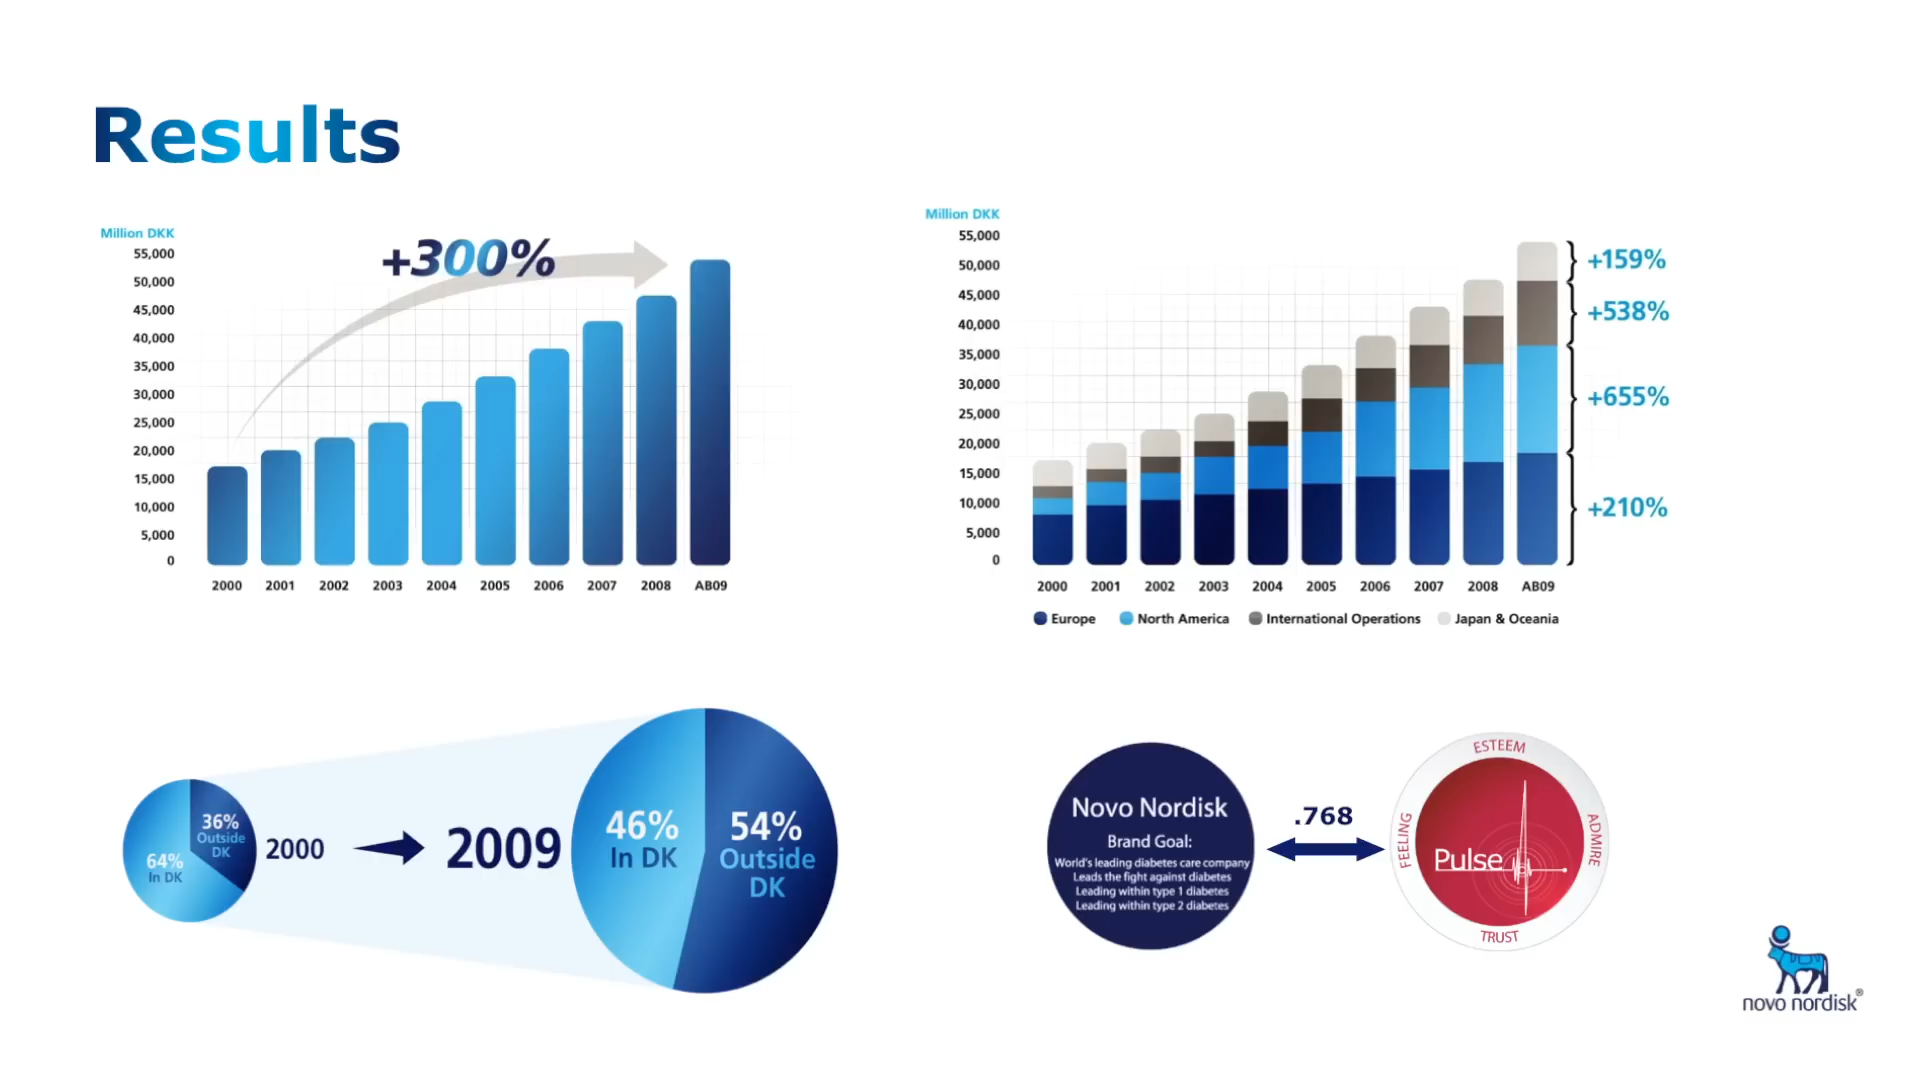 Results
Million DKK
55,000
50,000
45,000
40,000
35,000
30,000
25,000
20,000
15,000
10,000
5,000
0
+300%
2000 2001 2002 2003 2004 2005 2006 2007 2008 AB09
Million DKK
55,000
50,000
45,000
40,000
35,000
30,000
25,000
20,000
15,000
10,000
5,000
0
+159%
+538%
+655%
+210%
2000 2001 2002 2003 2004 2005 2006 2007 2008 AB09
Europe North America International Operations Japan & Oceania
36%
Outside
DK
64%
In DK
2000
2009
46%
In DK
54%
Outside
DK
Novo Nordisk
Brand Goal:
World's leading diabetes care company
Leads the fight against diabetes
Leading within type 1 diabetes
Leading within type 2 diabetes
.768
ESTEEM
FEELING
ADMIRE
Pulse
TRUST
novo nordisk®